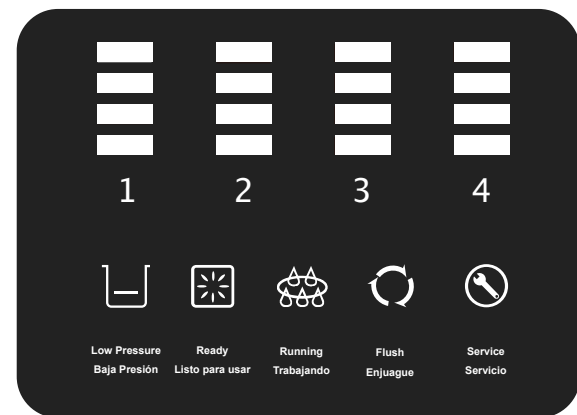 1 2 3 4
Low Pressure Ready Running Flush Service
Baja Presión Listo para usar Trabajando Enjuague Servicio